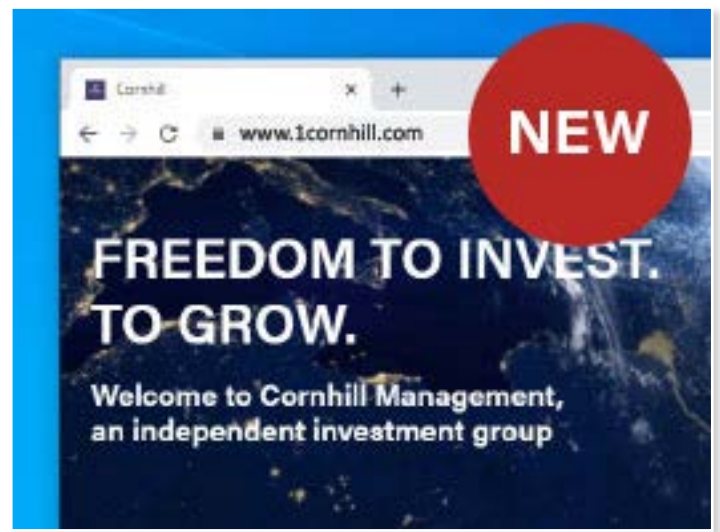 Cornhill
www.1cornhill.com
NEW
FREEDOM TO INVEST.
TO GROW.
Welcome to Cornhill Management,
an independent investment group